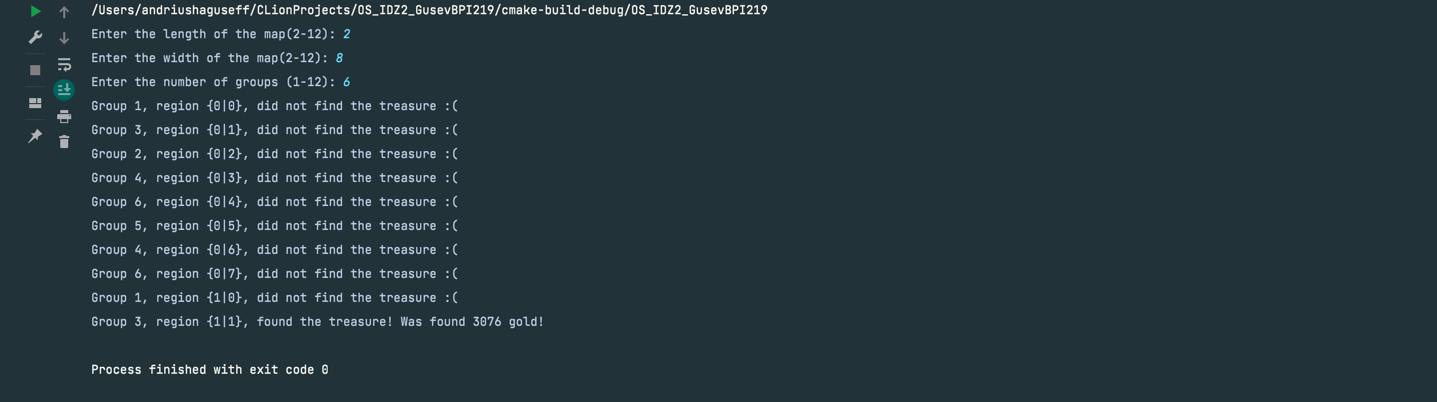 /Users/andriushaguseff/CLionProjects/OS_IDZ2_GusevBPI219/cmake-build-debug/OS_IDZ2_GusevBPI219
Enter the length of the map(2-12): 2
Enter the width of the map(2-12): 8
Enter the number of groups (1-12): 6
Group 1, region {0|0}, did not find the treasure :(
Group 3, region {0|1}, did not find the treasure :(
Group 2, region {0|2}, did not find the treasure :(
Group 4, region {0|3}, did not find the treasure :(
Group 6, region {0|4}, did not find the treasure :(
Group 5, region {0|5}, did not find the treasure :(
Group 4, region {0|6}, did not find the treasure :(
Group 6, region {0|7}, did not find the treasure :(
Group 1, region {1|0}, did not find the treasure :(
Group 3, region {1|1}, found the treasure! Was found 3076 gold!
Process finished with exit code 0